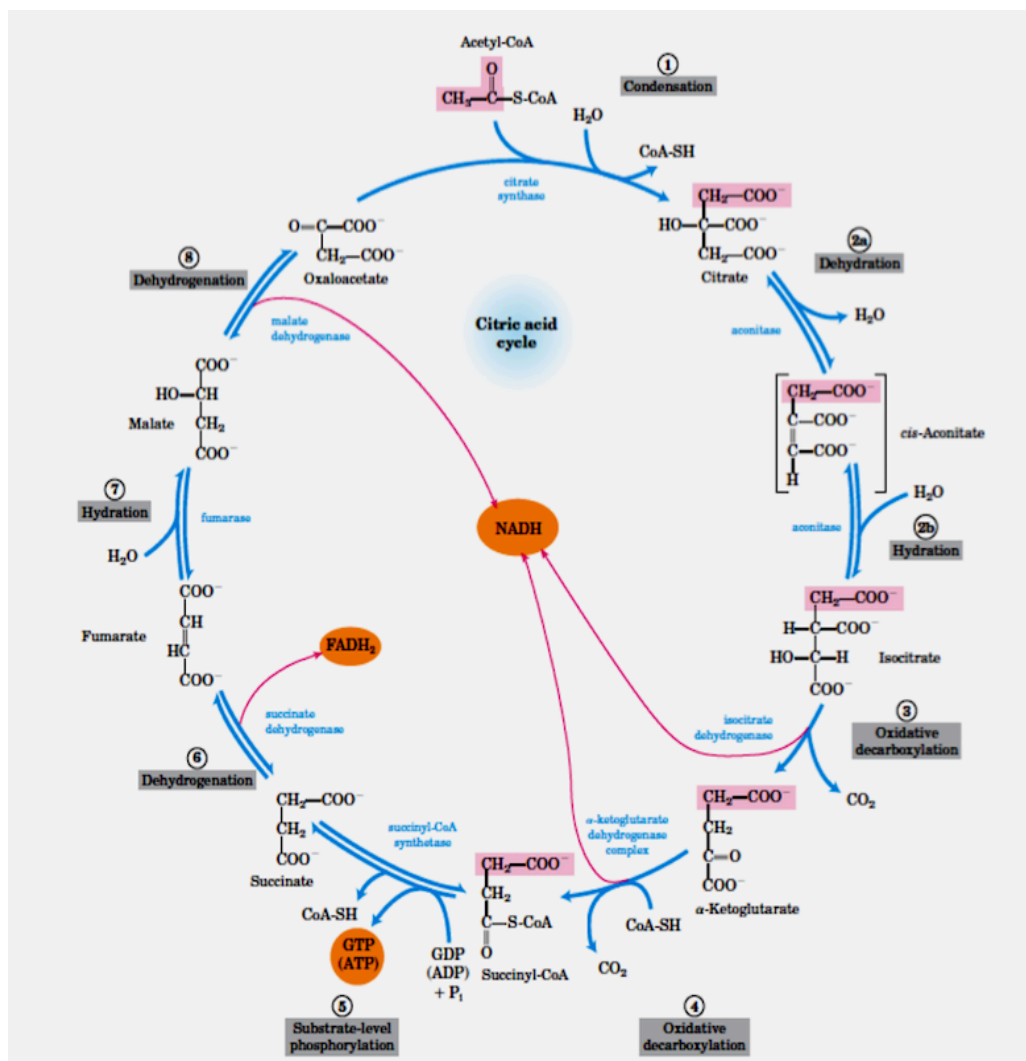 Acetyl-CoA
O
CH₃—C—S-CoA
①
Condensation
H₂O
CoA-SH
citrate
synthase
CH₂—COO⁻
HO—C—COO⁻
CH₂—COO⁻
Citrate
2a
Dehydration
H₂O
aconitase
CH₂—COO⁻
C—COO⁻
C—COO⁻
H
cis-Aconitate
H₂O
aconitase
2b
Hydration
CH₂—COO⁻
H—C—COO⁻
HO—C—H
COO⁻
Isocitrate
③
Oxidative
decarboxylation
isocitrate
dehydrogenase
CO₂
CH₂—COO⁻
CH₂
C=O
COO⁻
α-Ketoglutarate
α-ketoglutarate
dehydrogenase
complex
CoA-SH
CO₂
④
Oxidative
decarboxylation
CH₂—COO⁻
CH₂
C—S-CoA
O
Succinyl-CoA
succinyl-CoA
synthetase
CoA-SH
GTP
(ATP)
GDP
(ADP)
+ Pᵢ
⑤
Substrate-level
phosphorylation
CH₂—COO⁻
CH₂
COO⁻
Succinate
⑥
Dehydrogenation
succinate
dehydrogenase
FADH₂
COO⁻
CH
HC
COO⁻
Fumarate
⑦
Hydration
fumarase
H₂O
COO⁻
HO—CH
CH₂
COO⁻
Malate
⑧
Dehydrogenation
malate
dehydrogenase
O=C—COO⁻
CH₂—COO⁻
Oxaloacetate
Citric acid
cycle
NADH